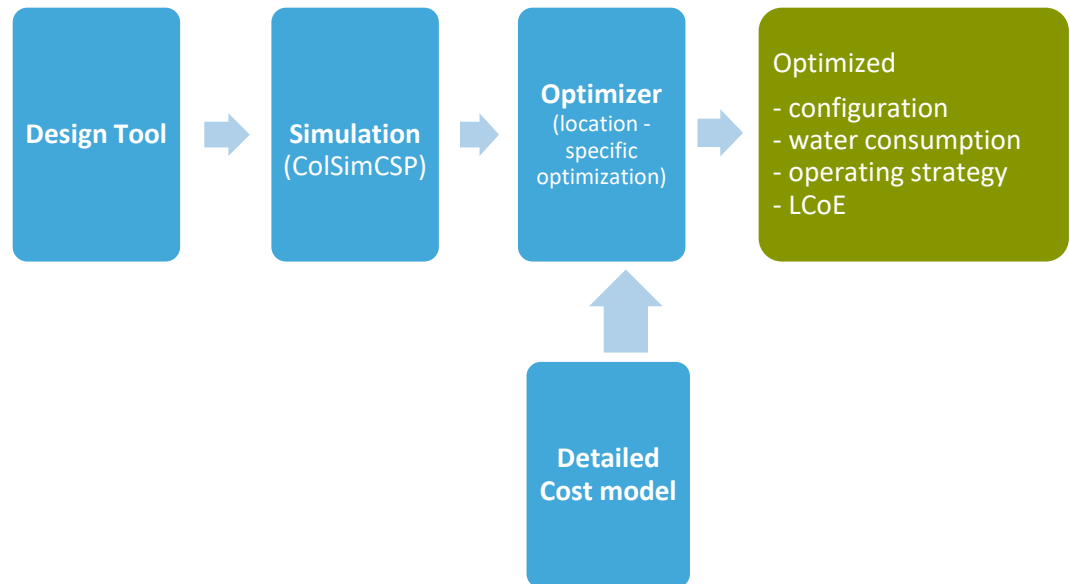 Design Tool
Simulation
(ColSimCSP)
Optimizer
(location -
specific
optimization)
Optimized
- configuration
- water consumption
- operating strategy
- LCoE
Detailed
Cost model